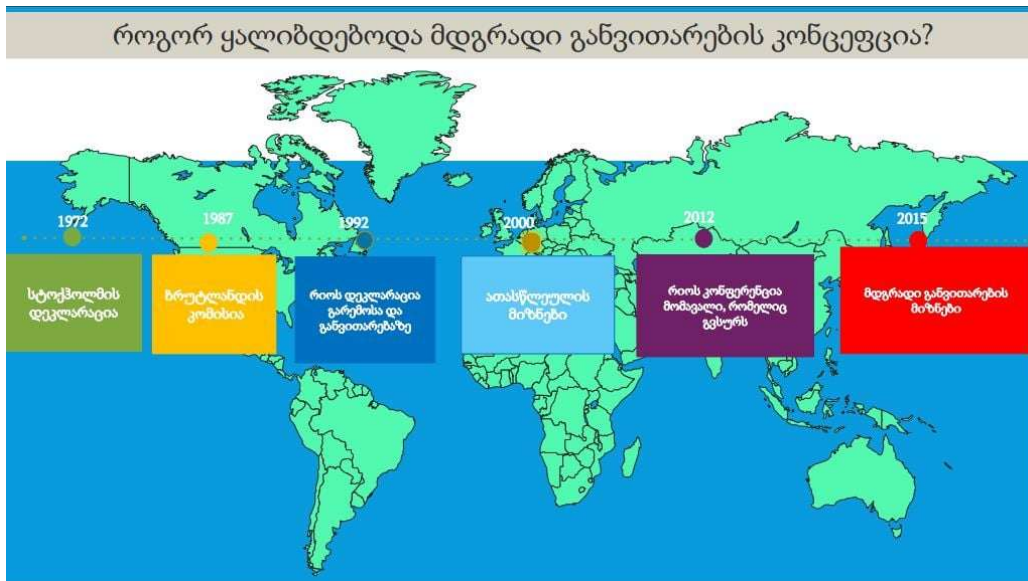 როგორ ყალიბდებოდა მდგრადი განვითარების კონცეფცია?
1972
1987
1992
2000
2012
2015
სტოქჰოლმის
დეკლარაცია
ბრუტლანდის
კომისია
რიოს დეკლარაცია
გარემოსა და
განვითარებაზე
ათასწლეულის
მიზნები
რიოს კონფერენცია
მომავალი, რომელიც
გვსურს
მდგრადი განვითარების
მიზნები